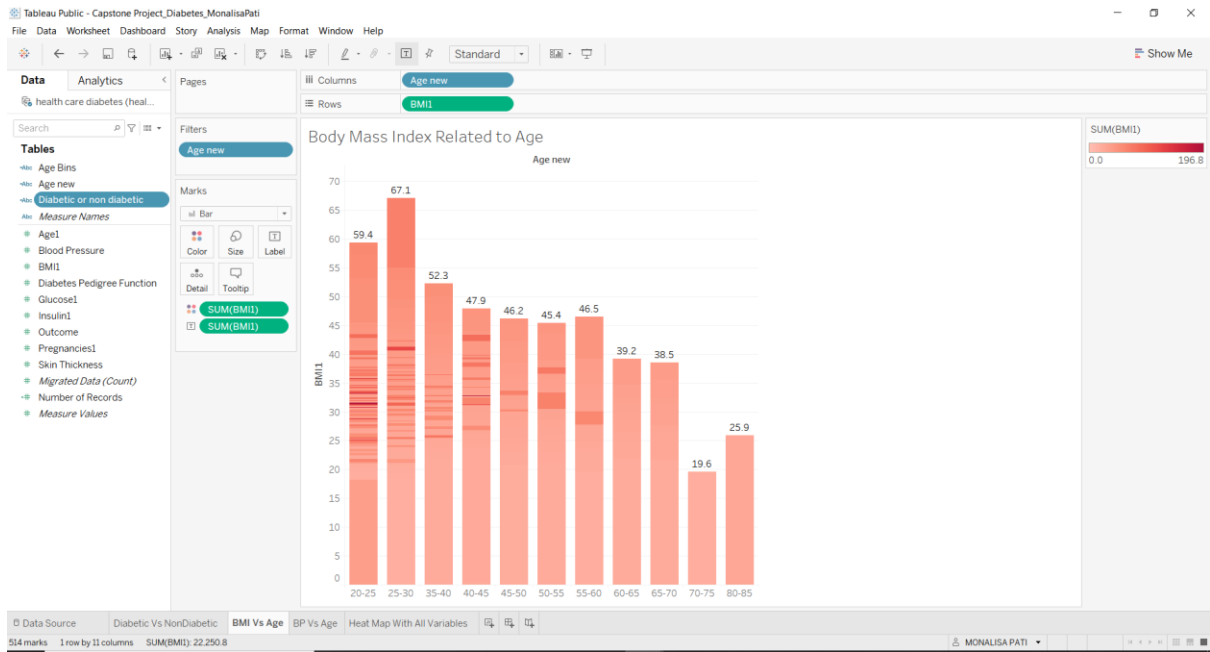 Tableau Public - Capstone Project_Diabetes_MonalisaPati
File Data Worksheet Dashboard Story Analysis Map Format Window Help
Standard
Show Me
Data Analytics
health care diabetes (heal...
Search
Tables
Abc Age Bins
Abc Age new
Abc Diabetic or non diabetic
Abc Measure Names
# Age1
# Blood Pressure
# BMI1
# Diabetes Pedigree Function
# Glucose1
# Insulin1
# Outcome
# Pregnancies1
# Skin Thickness
# Migrated Data (Count)
# Number of Records
# Measure Values
Pages
Filters
Age new
Marks
Bar
Color Size Label
Detail Tooltip
SUM(BMI1)
SUM(BMI1)
Columns Age new
Rows BMI1
Body Mass Index Related to Age
Age new
BMI1
70
65
60
55
50
45
40
35
30
25
20
15
10
5
0
59.4
67.1
52.3
47.9
46.2
45.4
46.5
39.2
38.5
19.6
25.9
20-25 25-30 35-40 40-45 45-50 50-55 55-60 60-65 65-70 70-75 80-85
SUM(BMI1)
0.0 196.8
Data Source Diabetic Vs NonDiabetic BMI Vs Age BP Vs Age Heat Map With All Variables
514 marks 1 row by 11 columns SUM(BMI1): 22,250.8
MONALISA PATI